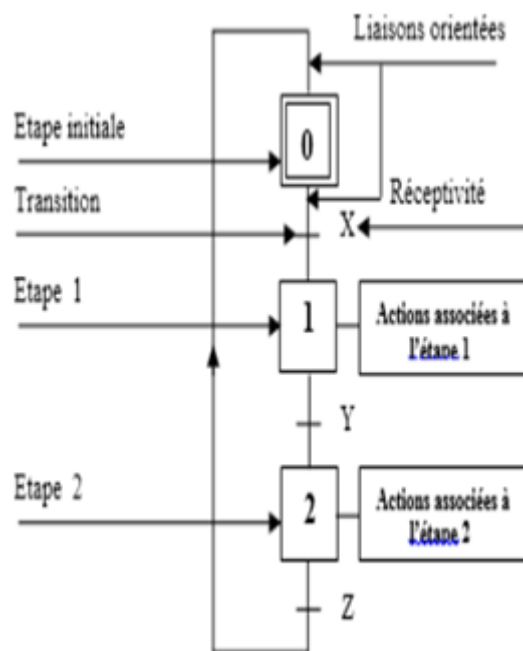 Liaisons orientées
Etape initiale
0
Transition
Réceptivité
X
Etape 1
1
Actions associées à
l'étape 1
Y
Etape 2
2
Actions associées à
l'étape 2
Z